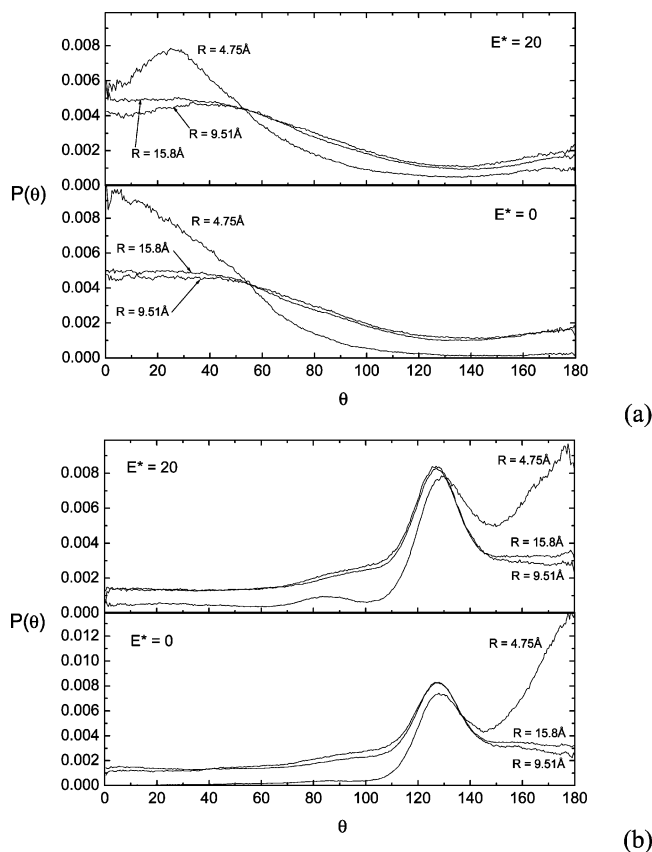 0.008
0.006
0.004
0.002
0.000
R = 4.75Å
E* = 20
R = 9.51Å
R = 15.8Å
P(θ)
0.008
0.006
0.004
0.002
0.000
R = 4.75Å
E* = 0
R = 15.8Å
R = 9.51Å
0 20 40 60 80 100 120 140 160 180
θ
(a)
0.008
0.006
0.004
0.002
0.000
E* = 20
R = 4.75Å
R = 15.8Å
R = 9.51Å
P(θ)
0.012
0.010
0.008
0.006
0.004
0.002
0.000
E* = 0
R = 4.75Å
R = 15.8Å
R = 9.51Å
0 20 40 60 80 100 120 140 160 180
θ
(b)